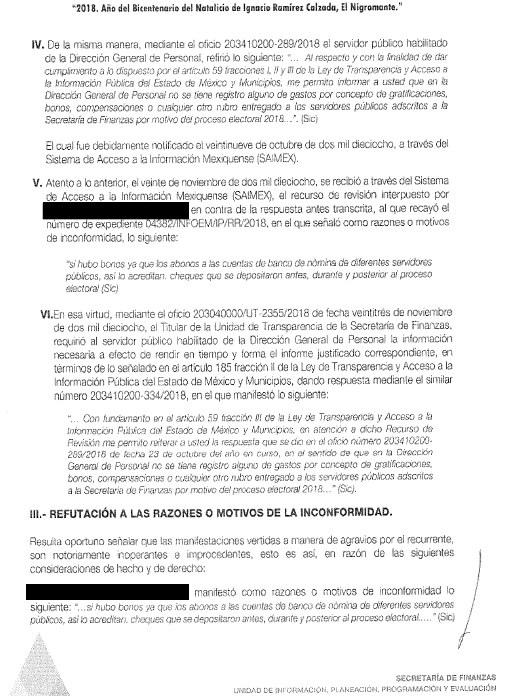 "2018. Año del Bicentenario del Natalicio de Ignacio Ramírez Calzada, El Nigromante."
IV. De la misma manera, mediante el oficio 203410200-289/2018 el servidor público habilitado
de la Dirección General de Personal, refirió lo siguiente: "... Al respecto y con la finalidad de dar
cumplimiento a lo dispuesto por el artículo 59 fracciones I, II y III de la Ley de Transparencia y Acceso a
la Información Pública del Estado de México y Municipios, me permito informar a usted que en la
Dirección General de Personal no se tiene registro alguno de gastos por concepto de gratificaciones,
bonos, compensaciones o cualquier otro rubro entregado a los servidores públicos adscritos a la
Secretaría de Finanzas por motivo del proceso electoral 2018...". (Sic)
El cual fue debidamente notificado el veintinueve de octubre de dos mil dieciocho, a través del
Sistema de Acceso a la Información Mexiquense (SAIMEX).
V. Atento a lo anterior, el veinte de noviembre de dos mil dieciocho, se recibió a través del Sistema
de Acceso a la Información Mexiquense (SAIMEX), el recurso de revisión interpuesto por
en contra de la respuesta antes transcrita, al que recayó el
número de expediente 04382/INFOEM/IP/RR/2018, en el que señaló como razones o motivos
de inconformidad, lo siguiente:
"si hubo bonos ya que los abonos a las cuentas de banco de nómina de diferentes servidores
públicos, así lo acreditan. cheques que se depositaron antes, durante y posterior al proceso
electoral (Sic)
VI.En esa virtud, mediante el oficio 203040000/UT-2355/2018 de fecha veintitrés de noviembre
de dos mil dieciocho, el Titular de la Unidad de Transparencia de la Secretaría de Finanzas,
requirió al servidor público habilitado de la Dirección General de Personal la información
necesaria a efecto de rendir en tiempo y forma el informe justificado correspondiente, en
términos de lo señalado en el artículo 185 fracción II de la Ley de Transparencia y Acceso a la
Información Pública del Estado de México y Municipios, dando respuesta mediante el similar
número 203410200-334/2018, en el que manifestó lo siguiente:
"... Con fundamento en el artículo 59 fracción III de la Ley de Transparencia y Acceso a la
Información Pública del Estado de México y Municipios, en atención a dicho Recurso de
Revisión me permito reiterar a usted la respuesta que se dio en el oficio número 203410200-
289/2018 de fecha 23 de octubre del año en curso, en el sentido de que en la Dirección
General de Personal no se tiene registro alguno de gastos por concepto de gratificaciones,
bonos, compensaciones o cualquier otro rubro entregado a los servidores públicos adscritos
a la Secretaría de Finanzas por motivo del proceso electoral 2018..." (Sic).
III.- REFUTACIÓN A LAS RAZONES O MOTIVOS DE LA INCONFORMIDAD.
Resulta oportuno señalar que las manifestaciones vertidas a manera de agravios por el recurrente,
son notoriamente inoperantes e improcedentes, esto es así, en razón de las siguientes
consideraciones de hecho y de derecho:
manifestó como razones o motivos de inconformidad lo
siguiente: "...si hubo bonos ya que los abonos a las cuentas de banco de nómina de diferentes servidores
públicos, así lo acreditan. cheques que se depositaron antes, durante y posterior al proceso electoral....." (Sic)
SECRETARÍA DE FINANZAS
UNIDAD DE INFORMACIÓN, PLANEACIÓN, PROGRAMACIÓN Y EVALUACIÓN